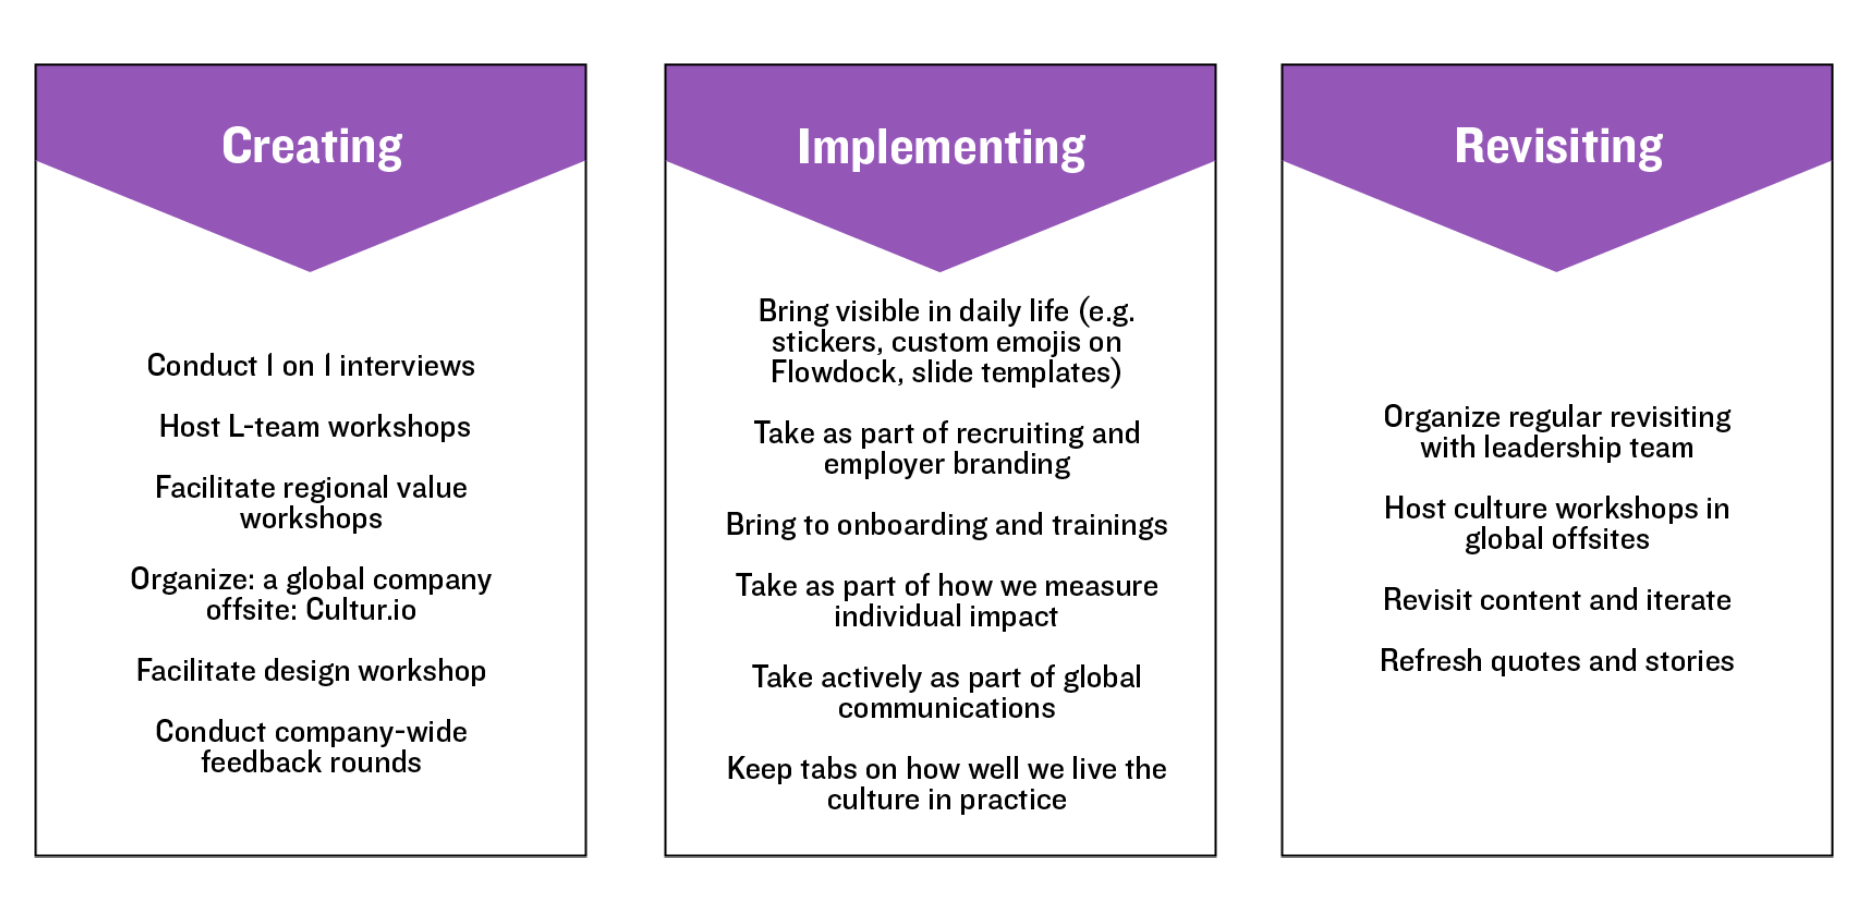 Creating
Conduct 1 on 1 interviews
Host L-team workshops
Facilitate regional value
workshops
Organize: a global company
offsite: Cultur.io
Facilitate design workshop
Conduct company-wide
feedback rounds
Implementing
Bring visible in daily life (e.g.
stickers, custom emojis on
Flowdock, slide templates)
Take as part of recruiting and
employer branding
Bring to onboarding and trainings
Take as part of how we measure
individual impact
Take actively as part of global
communications
Keep tabs on how well we live the
culture in practice
Revisiting
Organize regular revisiting
with leadership team
Host culture workshops in
global offsites
Revisit content and iterate
Refresh quotes and stories